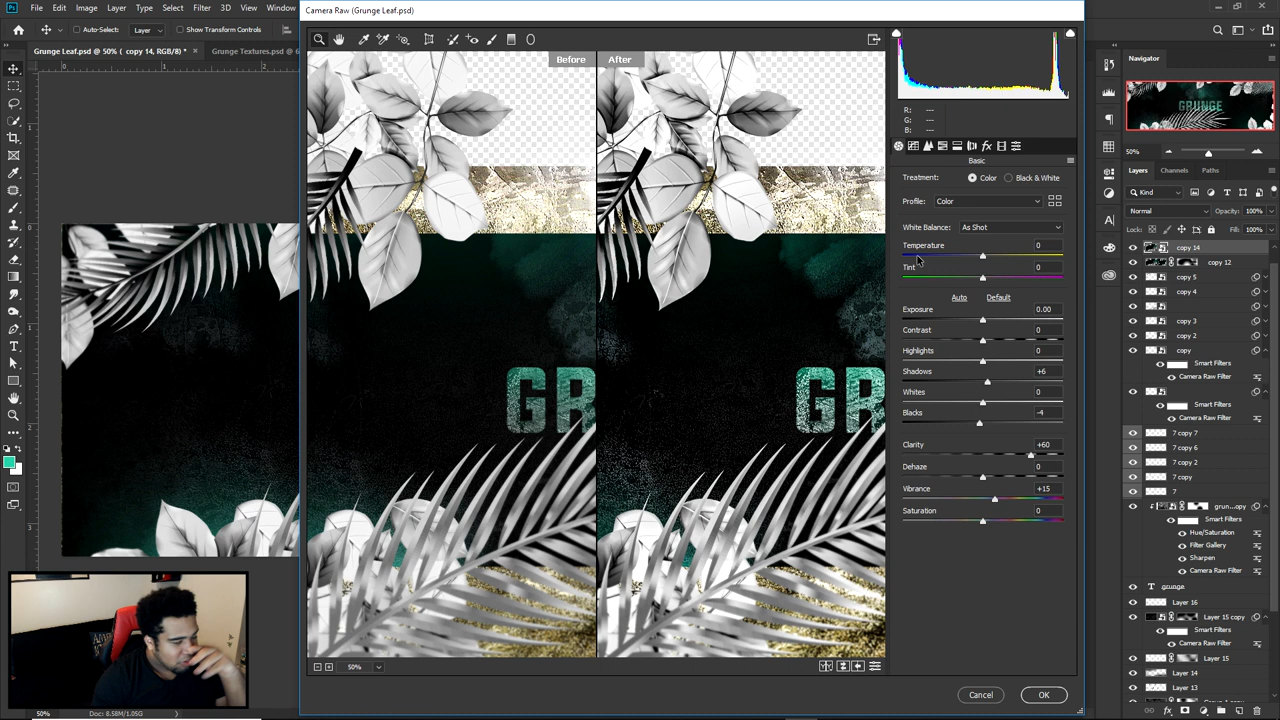 Ps File Edit Image Layer Type Select Filter 3D View Window
Camera Raw (Grunge Leaf.psd)
Auto-Select: Layer Show Transform Controls
Grunge Leaf.psd @ 50% ( copy 14, RGB/8) * × Grunge Textures.psd @ 6
0 1 2
Before After
GR GR
50%
R: ---
G: ---
B: ---
Basic
Treatment: Color Black & White
Profile: Color
White Balance: As Shot
Temperature 0
Tint 0
Auto Default
Exposure 0.00
Contrast 0
Highlights 0
Shadows +6
Whites 0
Blacks -4
Clarity +60
Dehaze 0
Vibrance +15
Saturation 0
Cancel OK
Navigator
GRUNGE
50%
Layers Channels Paths
Kind
Normal Opacity: 100%
Lock: Fill: 100%
copy 14
copy 12
copy 5
copy 4
copy 3
copy 2
copy
Smart Filters
Camera Raw Filter
Smart Filters
Camera Raw Filter
7 copy 7
7 copy 6
7 copy 2
7 copy
7
grun...opy
Smart Filters
Hue/Saturation
Filter Gallery
Sharpen
Camera Raw Filter
T grunge
Layer 16
Layer 15 copy
Smart Filters
Camera Raw Filter
Layer 15
Layer 14
Layer 13
50% Doc: 8.58M/1.05G